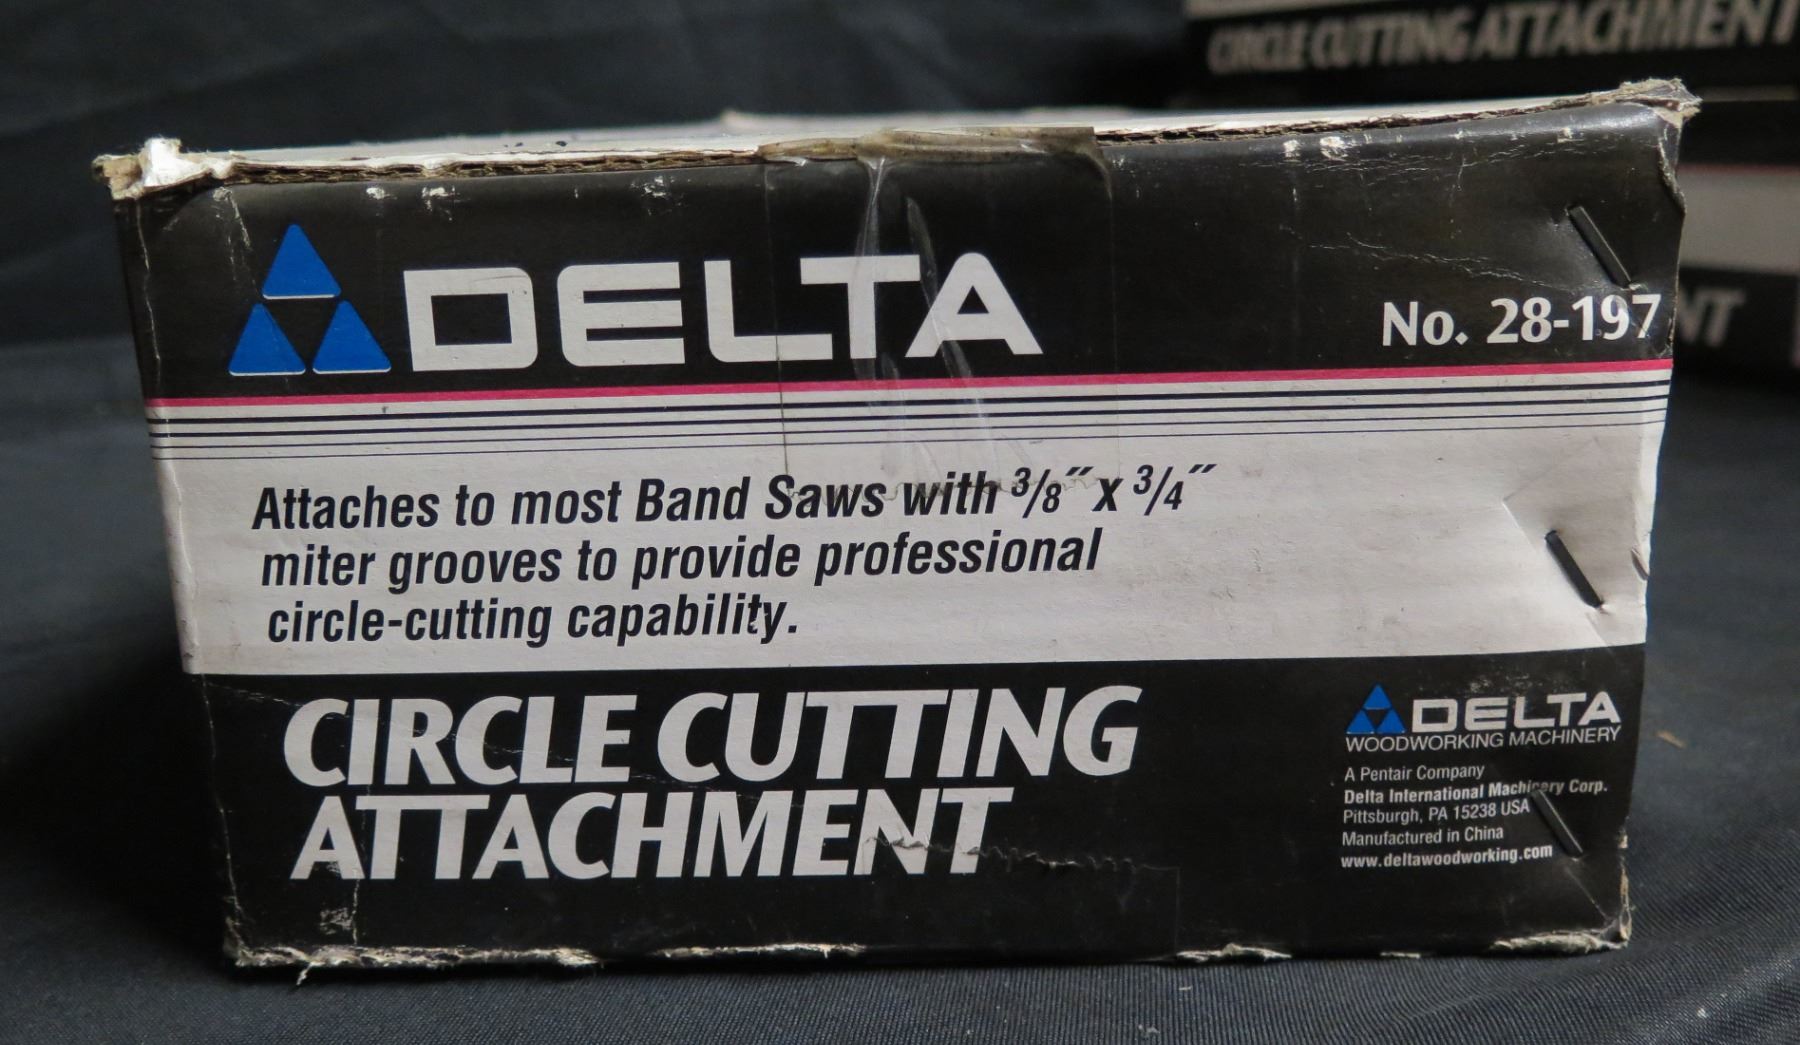 CIRCLE CUTTING ATTACHMENT
DELTA
No. 28-197
NT
Attaches to most Band Saws with 3/8" x 3/4"
miter grooves to provide professional
circle-cutting capability.
CIRCLE CUTTING
ATTACHMENT
DELTA
WOODWORKING MACHINERY
A Pentair Company
Delta International Machinery Corp.
Pittsburgh, PA 15238 USA
Manufactured in China
www.deltawoodworking.com